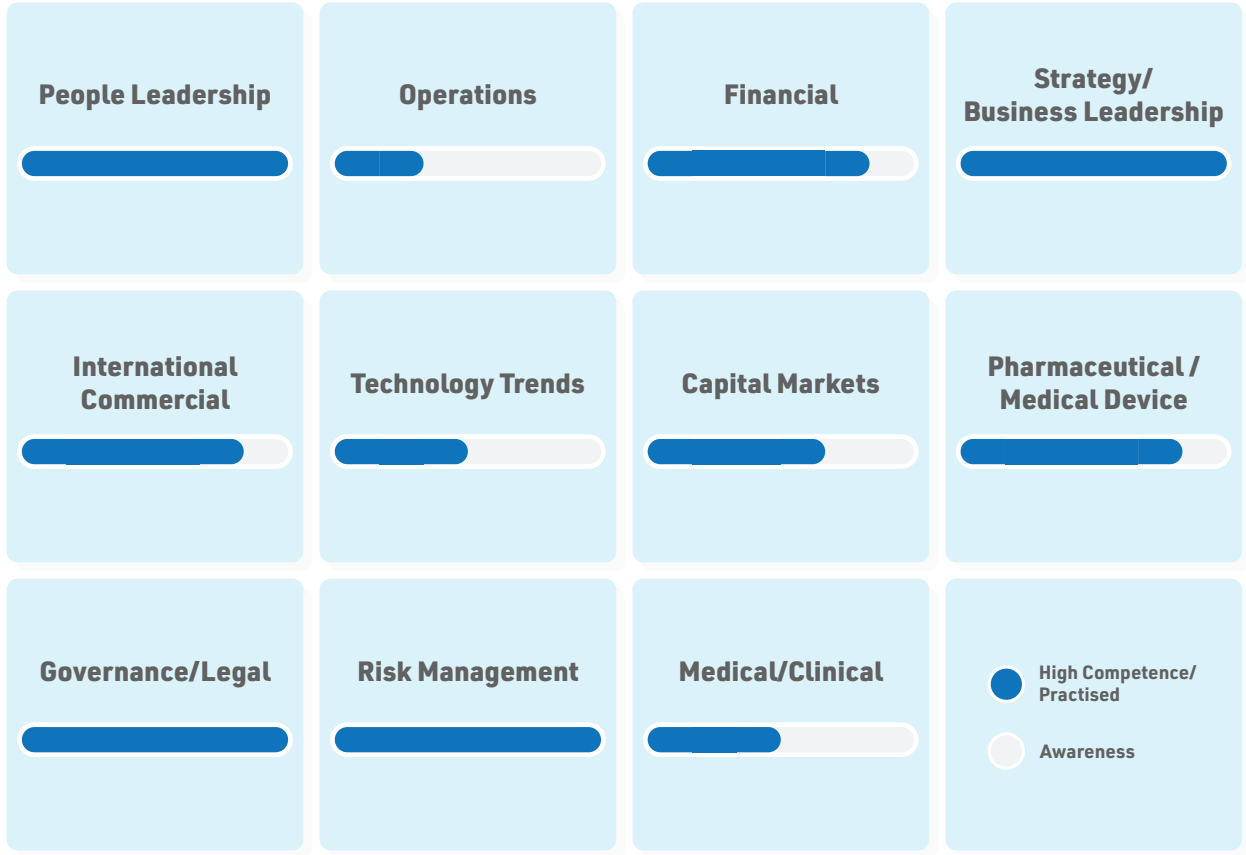 People Leadership
Operations
Financial
Strategy/
Business Leadership
International
Commercial
Technology Trends
Capital Markets
Pharmaceutical /
Medical Device
Governance/Legal
Risk Management
Medical/Clinical
High Competence/
Practised
Awareness